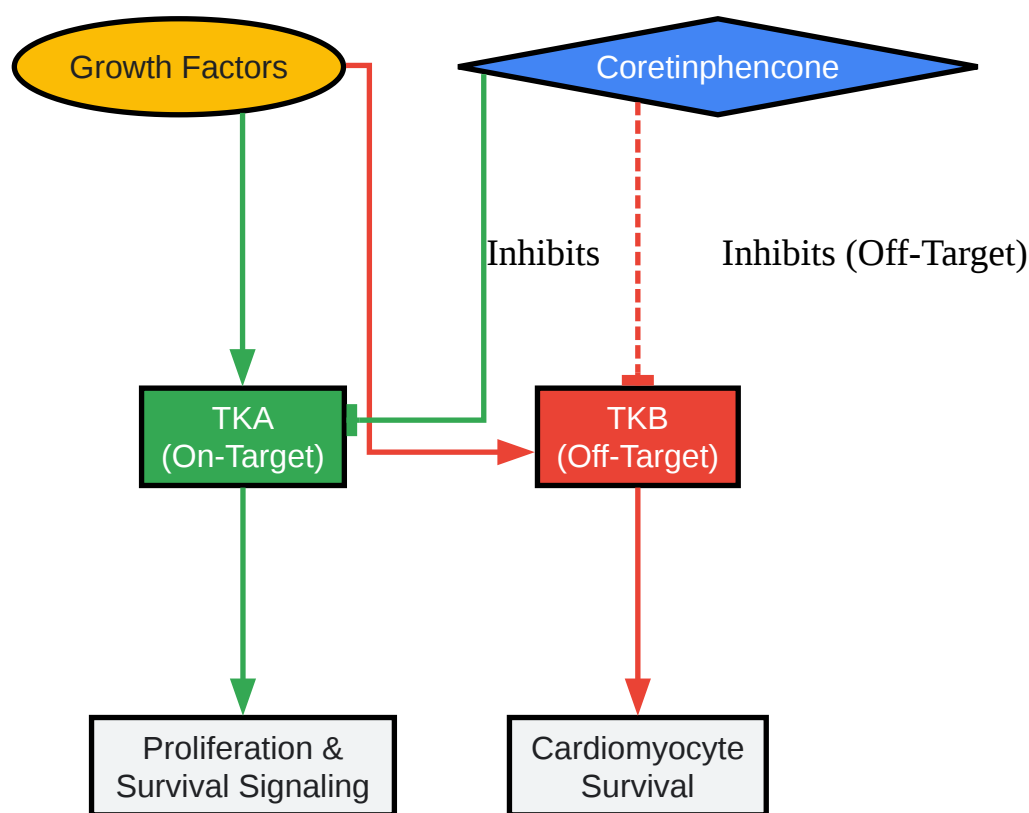 Growth Factors
Coretinphencone
Inhibits
Inhibits (Off-Target)
TKA
(On-Target)
TKB
(Off-Target)
Proliferation &
Survival Signaling
Cardiomyocyte
Survival